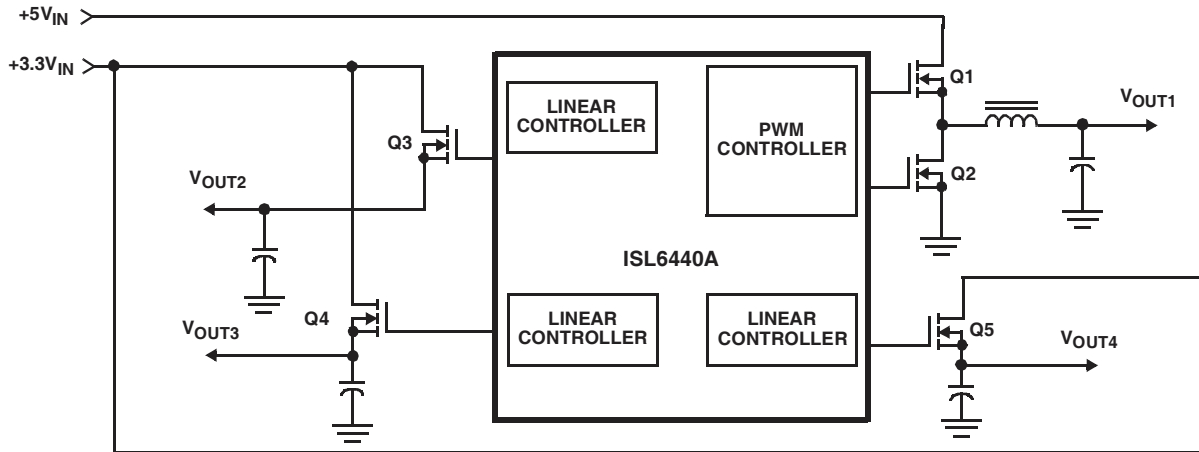 +5VIN
+3.3VIN
LINEAR
CONTROLLER
PWM
CONTROLLER
Q1
VOUT1
Q3
Q2
VOUT2
ISL6440A
Q4
VOUT3
LINEAR
CONTROLLER
LINEAR
CONTROLLER
Q5
VOUT4